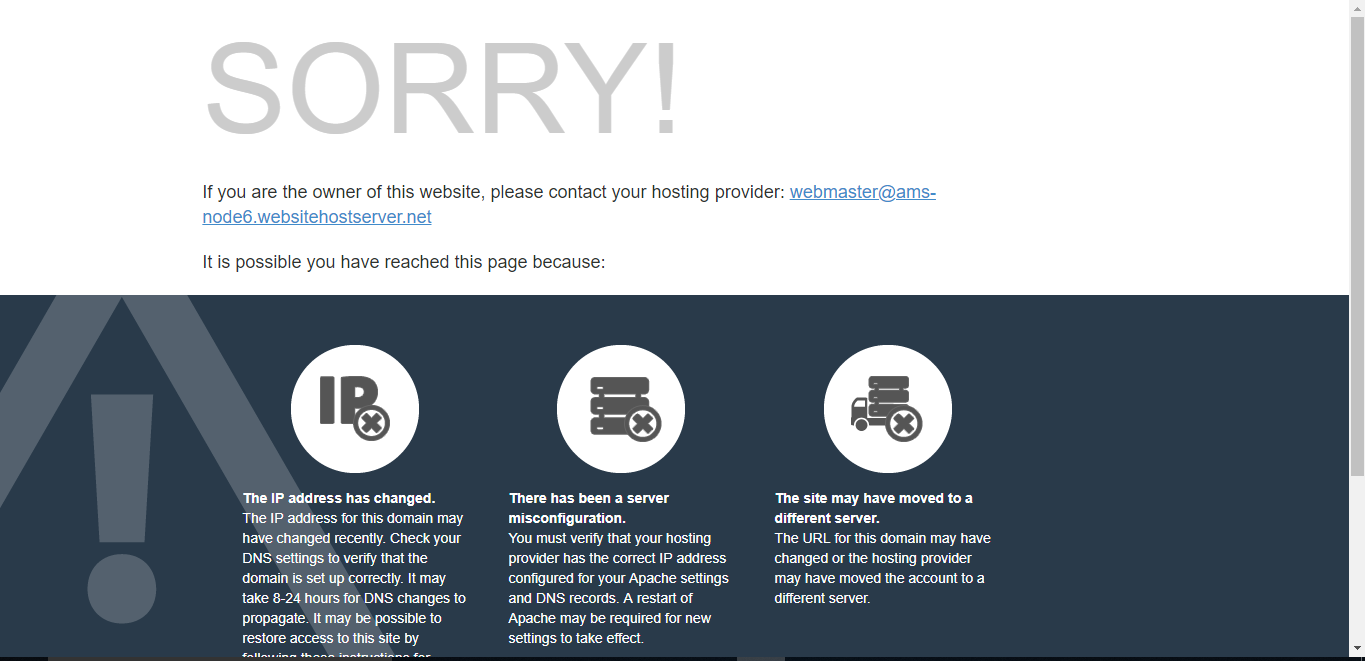 SORRY!
If you are the owner of this website, please contact your hosting provider: webmaster@ams-
node6.websitehostserver.net
It is possible you have reached this page because:
IP
The IP address has changed.
The IP address for this domain may
have changed recently. Check your
DNS settings to verify that the
domain is set up correctly. It may
take 8-24 hours for DNS changes to
propagate. It may be possible to
restore access to this site by
following these instructions for
There has been a server
misconfiguration.
You must verify that your hosting
provider has the correct IP address
configured for your Apache settings
and DNS records. A restart of
Apache may be required for new
settings to take effect.
The site may have moved to a
different server.
The URL for this domain may have
changed or the hosting provider
may have moved the account to a
different server.